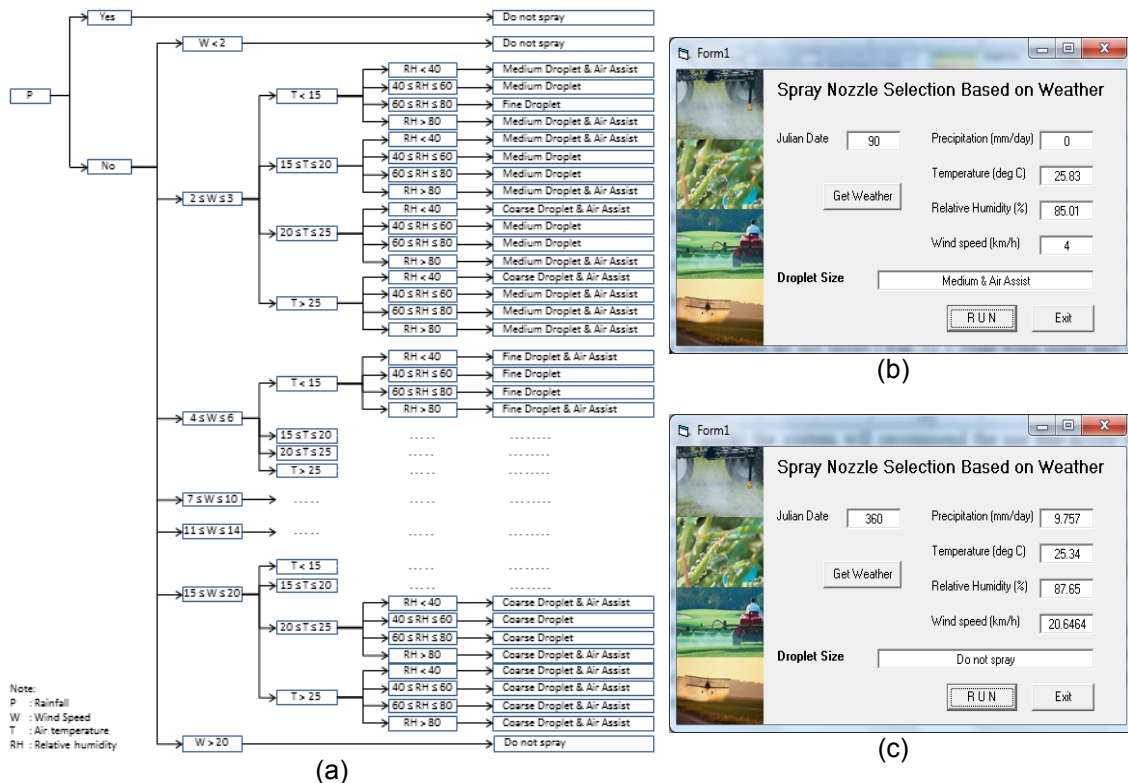 P
Yes
Do not spray
No
W < 2
Do not spray
2 ≤ W ≤ 3
T < 15
RH < 40
Medium Droplet & Air Assist
40 ≤ RH ≤ 60
Medium Droplet
60 ≤ RH ≤ 80
Fine Droplet
RH > 80
Medium Droplet & Air Assist
15 ≤ T ≤ 20
RH < 40
Medium Droplet & Air Assist
40 ≤ RH ≤ 60
Medium Droplet
60 ≤ RH ≤ 80
Medium Droplet
RH > 80
Medium Droplet & Air Assist
20 ≤ T ≤ 25
RH < 40
Coarse Droplet & Air Assist
40 ≤ RH ≤ 60
Medium Droplet
60 ≤ RH ≤ 80
Medium Droplet
RH > 80
Medium Droplet & Air Assist
T > 25
RH < 40
Coarse Droplet & Air Assist
40 ≤ RH ≤ 60
Medium Droplet & Air Assist
60 ≤ RH ≤ 80
Medium Droplet & Air Assist
RH > 80
Medium Droplet & Air Assist
4 ≤ W ≤ 6
T < 15
RH < 40
Fine Droplet & Air Assist
40 ≤ RH ≤ 60
Fine Droplet
60 ≤ RH ≤ 80
Fine Droplet
RH > 80
Fine Droplet & Air Assist
15 ≤ T ≤ 20
----- --------
20 ≤ T ≤ 25
----- --------
T > 25
----- --------
7 ≤ W ≤ 10
----- ----- --------
11 ≤ W ≤ 14
----- ----- --------
15 ≤ W ≤ 20
T < 15
----- --------
15 ≤ T ≤ 20
----- --------
20 ≤ T ≤ 25
RH < 40
Coarse Droplet & Air Assist
40 ≤ RH ≤ 60
Coarse Droplet
60 ≤ RH ≤ 80
Coarse Droplet
RH > 80
Coarse Droplet & Air Assist
T > 25
RH < 40
Coarse Droplet & Air Assist
40 ≤ RH ≤ 60
Coarse Droplet & Air Assist
60 ≤ RH ≤ 80
Coarse Droplet & Air Assist
RH > 80
Coarse Droplet & Air Assist
W > 20
Do not spray
Note:
P : Rainfall
W : Wind Speed
T : Air temperature
RH : Relative humidity
(a)
Form1
Spray Nozzle Selection Based on Weather
Julian Date 90
Precipitation (mm/day) 0
Temperature (deg C) 25.83
Get Weather
Relative Humidity (%) 85.01
Wind speed (km/h) 4
Droplet Size Medium & Air Assist
R U N Exit
(b)
Form1
Spray Nozzle Selection Based on Weather
Julian Date 360
Precipitation (mm/day) 9.757
Temperature (deg C) 25.34
Get Weather
Relative Humidity (%) 87.65
Wind speed (km/h) 20.6464
Droplet Size Do not spray
R U N Exit
(c)